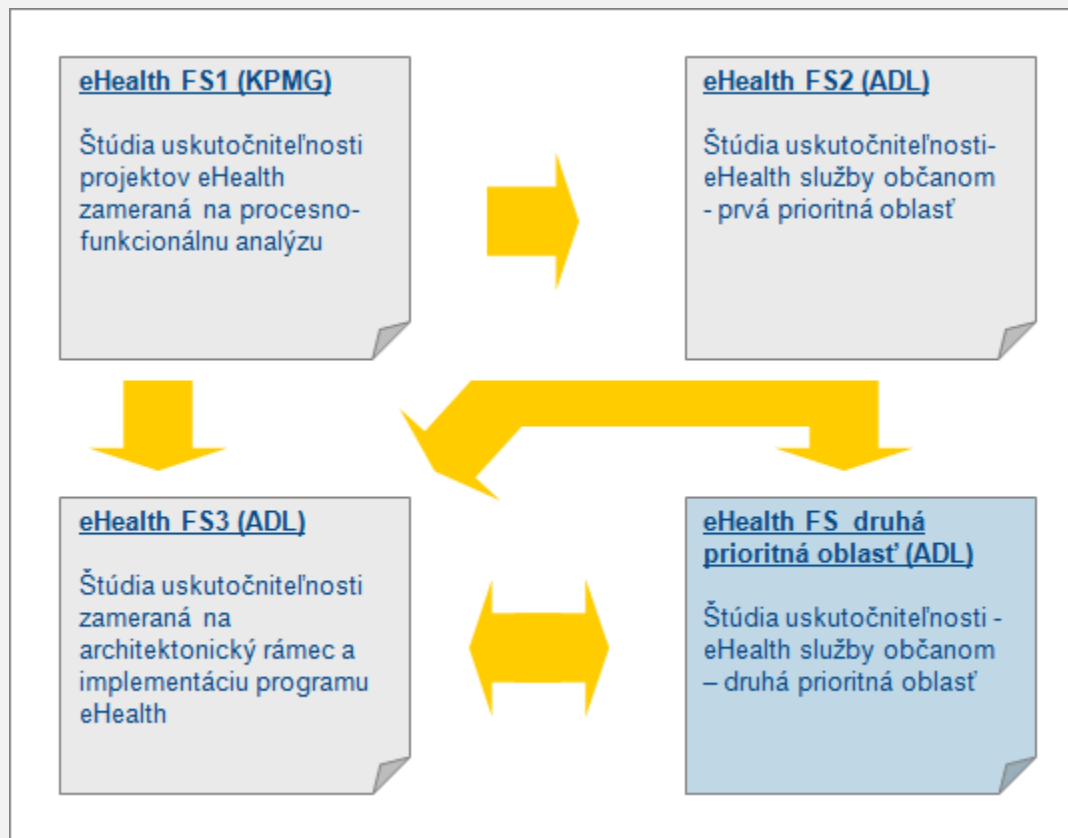 eHealth FS1 (KPMG)
Štúdia uskutočniteľnosti
projektov eHealth
zameraná na procesno-
funkcionálnu analýzu
eHealth FS2 (ADL)
Štúdia uskutočniteľnosti-
eHealth služby občanom
- prvá prioritná oblasť
eHealth FS3 (ADL)
Štúdia uskutočniteľnosti
zameraná na
architektonický rámec a
implementáciu programu
eHealth
eHealth FS druhá
prioritná oblasť (ADL)
Štúdia uskutočniteľnosti -
eHealth služby občanom
– druhá prioritná oblasť